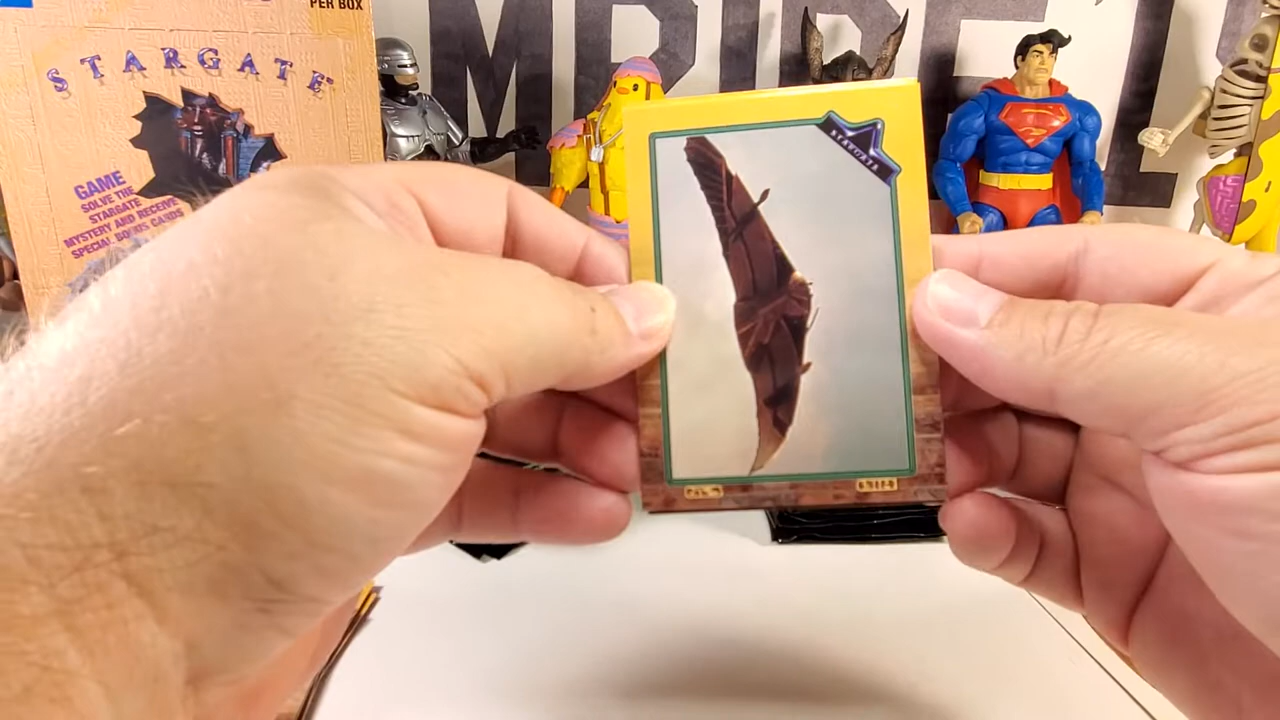 PER BOX
STARGATE
GAME
SOLVE THE
STARGATE
MYSTERY AND RECEIVE
SPECIAL BONUS CARDS
STARGATE